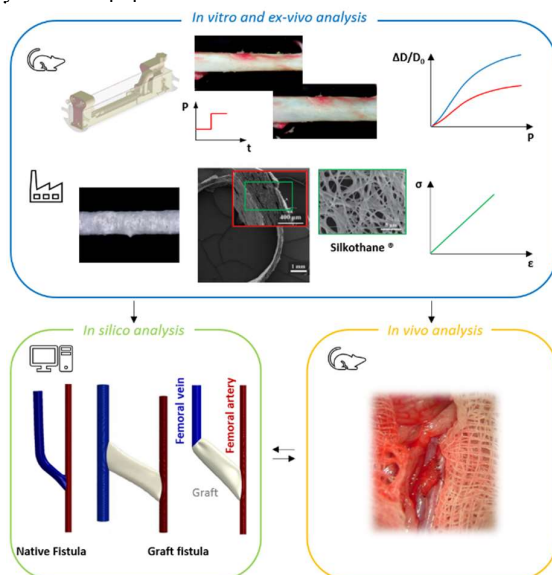 In vitro and ex-vivo analysis
P
t
ΔD/D₀
P
400 µm
1 mm
Silkothane ®
σ
ε
In silico analysis
In vivo analysis
Femoral vein
Femoral artery
Graft
Native Fistula
Graft fistula